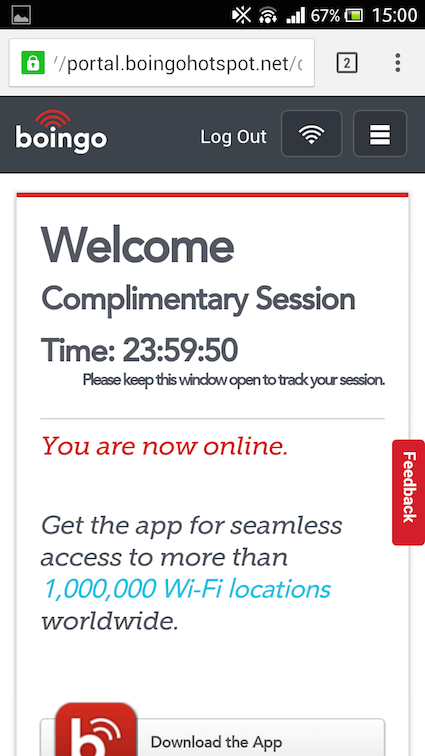 67% 15:00
//portal.boingohotspot.net/
2
boingo
Log Out
Welcome
Complimentary Session
Time: 23:59:50
Please keep this window open to track your session.
You are now online.
Feedback
Get the app for seamless
access to more than
1,000,000 Wi-Fi locations
worldwide.
b
Download the App